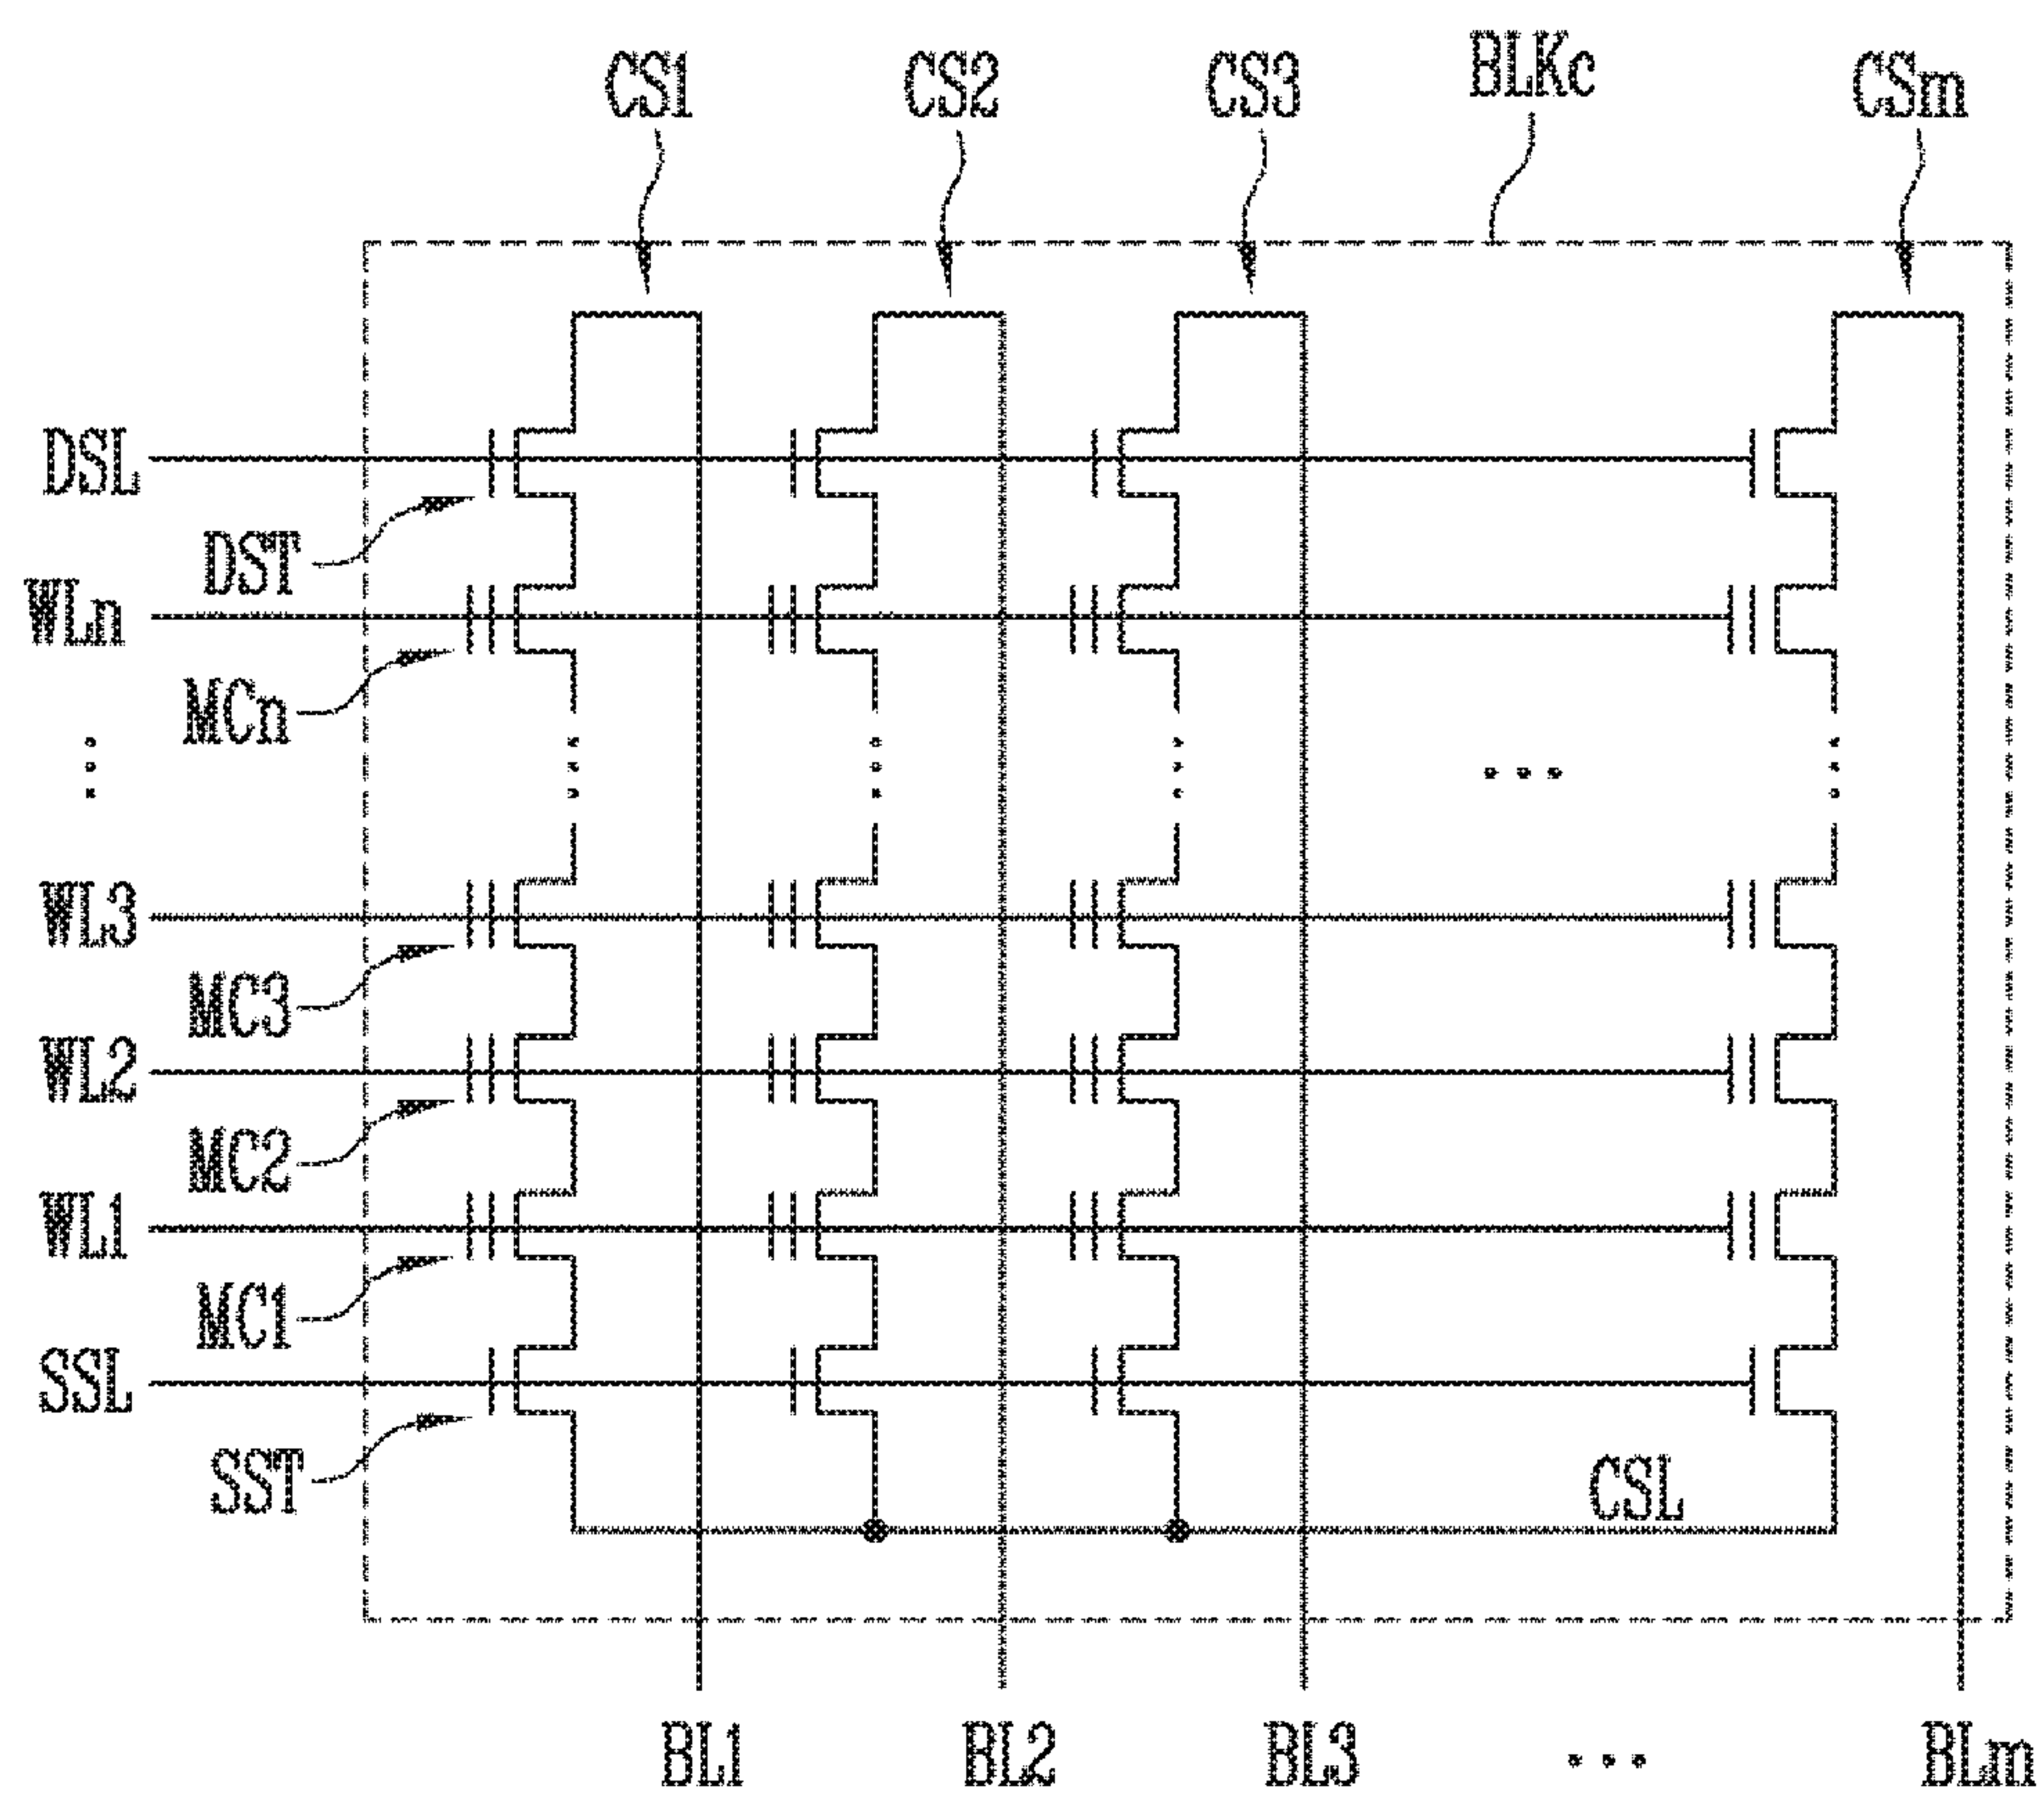 CS1 CS2 CS3 BLKc CSm
DSL
DST
WLn
MCn
WL3
MC3
WL2
MC2
WL1
MC1
SSL
SST
CSL
BL1 BL2 BL3 ... BLm